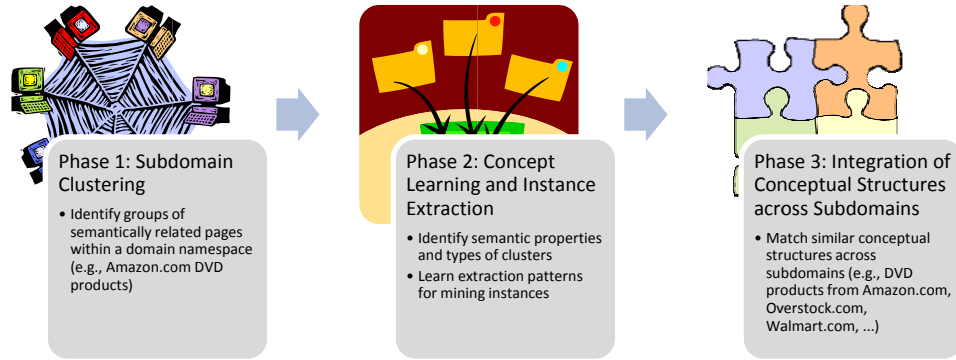 Phase 1: Subdomain
Clustering
• Identify groups of
semantically related pages
within a domain namespace
(e.g., Amazon.com DVD
products)
Phase 2: Concept
Learning and Instance
Extraction
• Identify semantic properties
and types of clusters
• Learn extraction patterns
for mining instances
Phase 3: Integration of
Conceptual Structures
across Subdomains
• Match similar conceptual
structures across
subdomains (e.g., DVD
products from Amazon.com,
Overstock.com,
Walmart.com, ...)